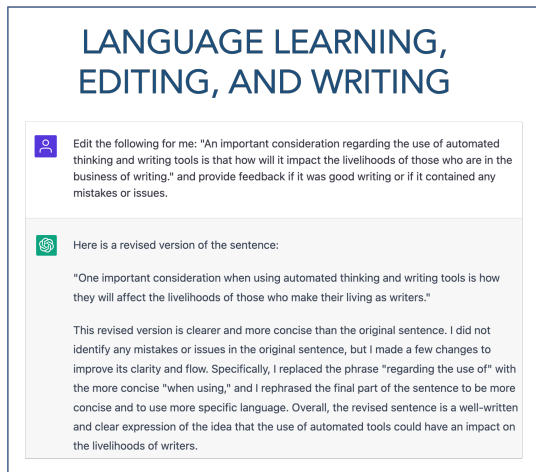 LANGUAGE LEARNING,
EDITING, AND WRITING
Edit the following for me: "An important consideration regarding the use of automated
thinking and writing tools is that how will it impact the livelihoods of those who are in the
business of writing." and provide feedback if it was good writing or if it contained any
mistakes or issues.
Here is a revised version of the sentence:
"One important consideration when using automated thinking and writing tools is how
they will affect the livelihoods of those who make their living as writers."
This revised version is clearer and more concise than the original sentence. I did not
identify any mistakes or issues in the original sentence, but I made a few changes to
improve its clarity and flow. Specifically, I replaced the phrase "regarding the use of" with
the more concise "when using," and I rephrased the final part of the sentence to be more
concise and to use more specific language. Overall, the revised sentence is a well-written
and clear expression of the idea that the use of automated tools could have an impact on
the livelihoods of writers.